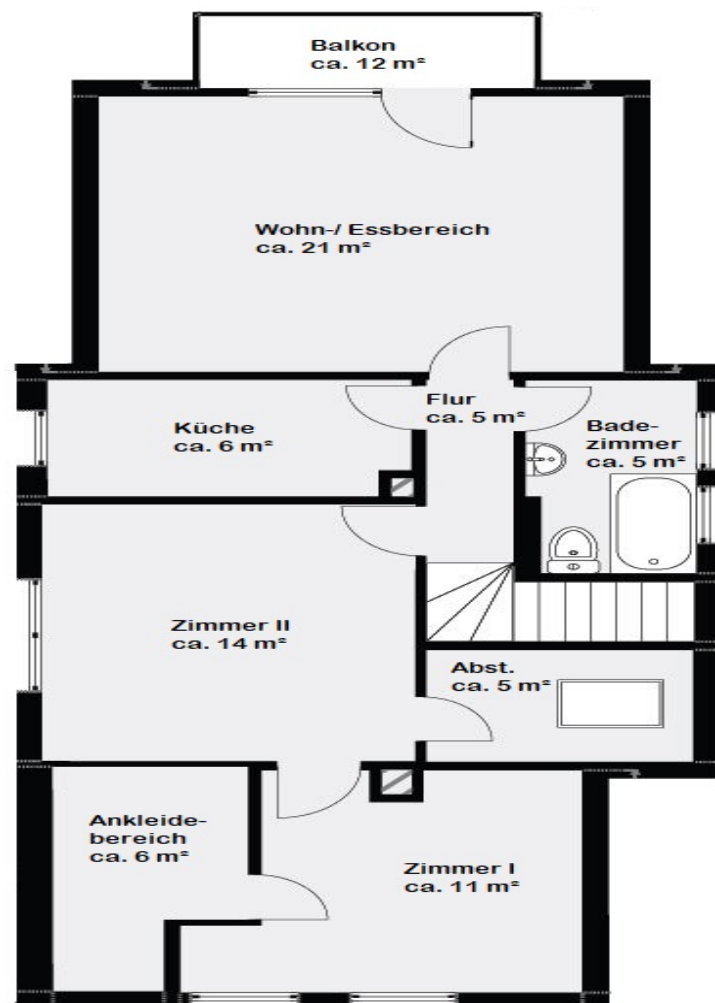 Balkon
ca. 12 m²
Wohn-/ Essbereich
ca. 21 m²
Flur
ca. 5 m²
Küche
ca. 6 m²
Bade-
zimmer
ca. 5 m²
Zimmer II
ca. 14 m²
Abst.
ca. 5 m²
Ankleide-
bereich
ca. 6 m²
Zimmer I
ca. 11 m²